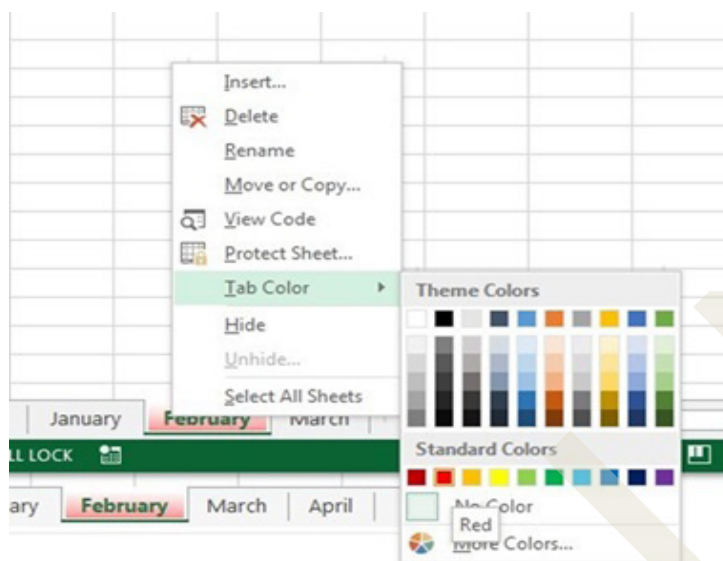 Insert...
Delete
Rename
Move or Copy...
View Code
Protect Sheet...
Tab Color
Theme Colors
Hide
Unhide...
Select All Sheets
January
February
March
Standard Colors
LL LOCK
No Color
Red
More Colors...
ary
February
March
April